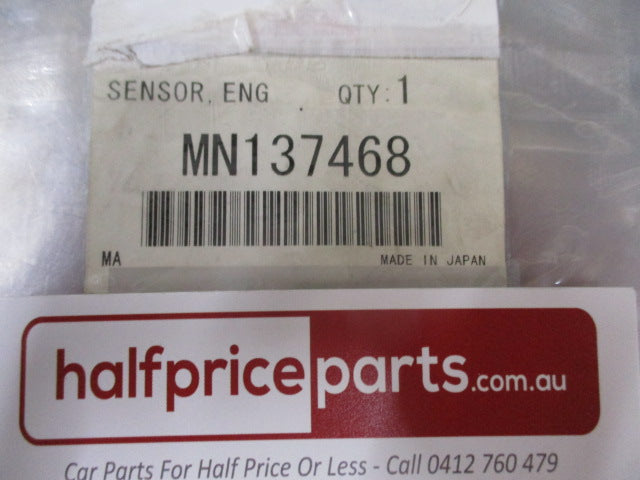 SENSOR, ENG . QTY: 1
MN137468
MA MADE IN JAPAN
halfpriceparts.com.au
Car Parts For Half Price Or Less - Call 0412 760 479